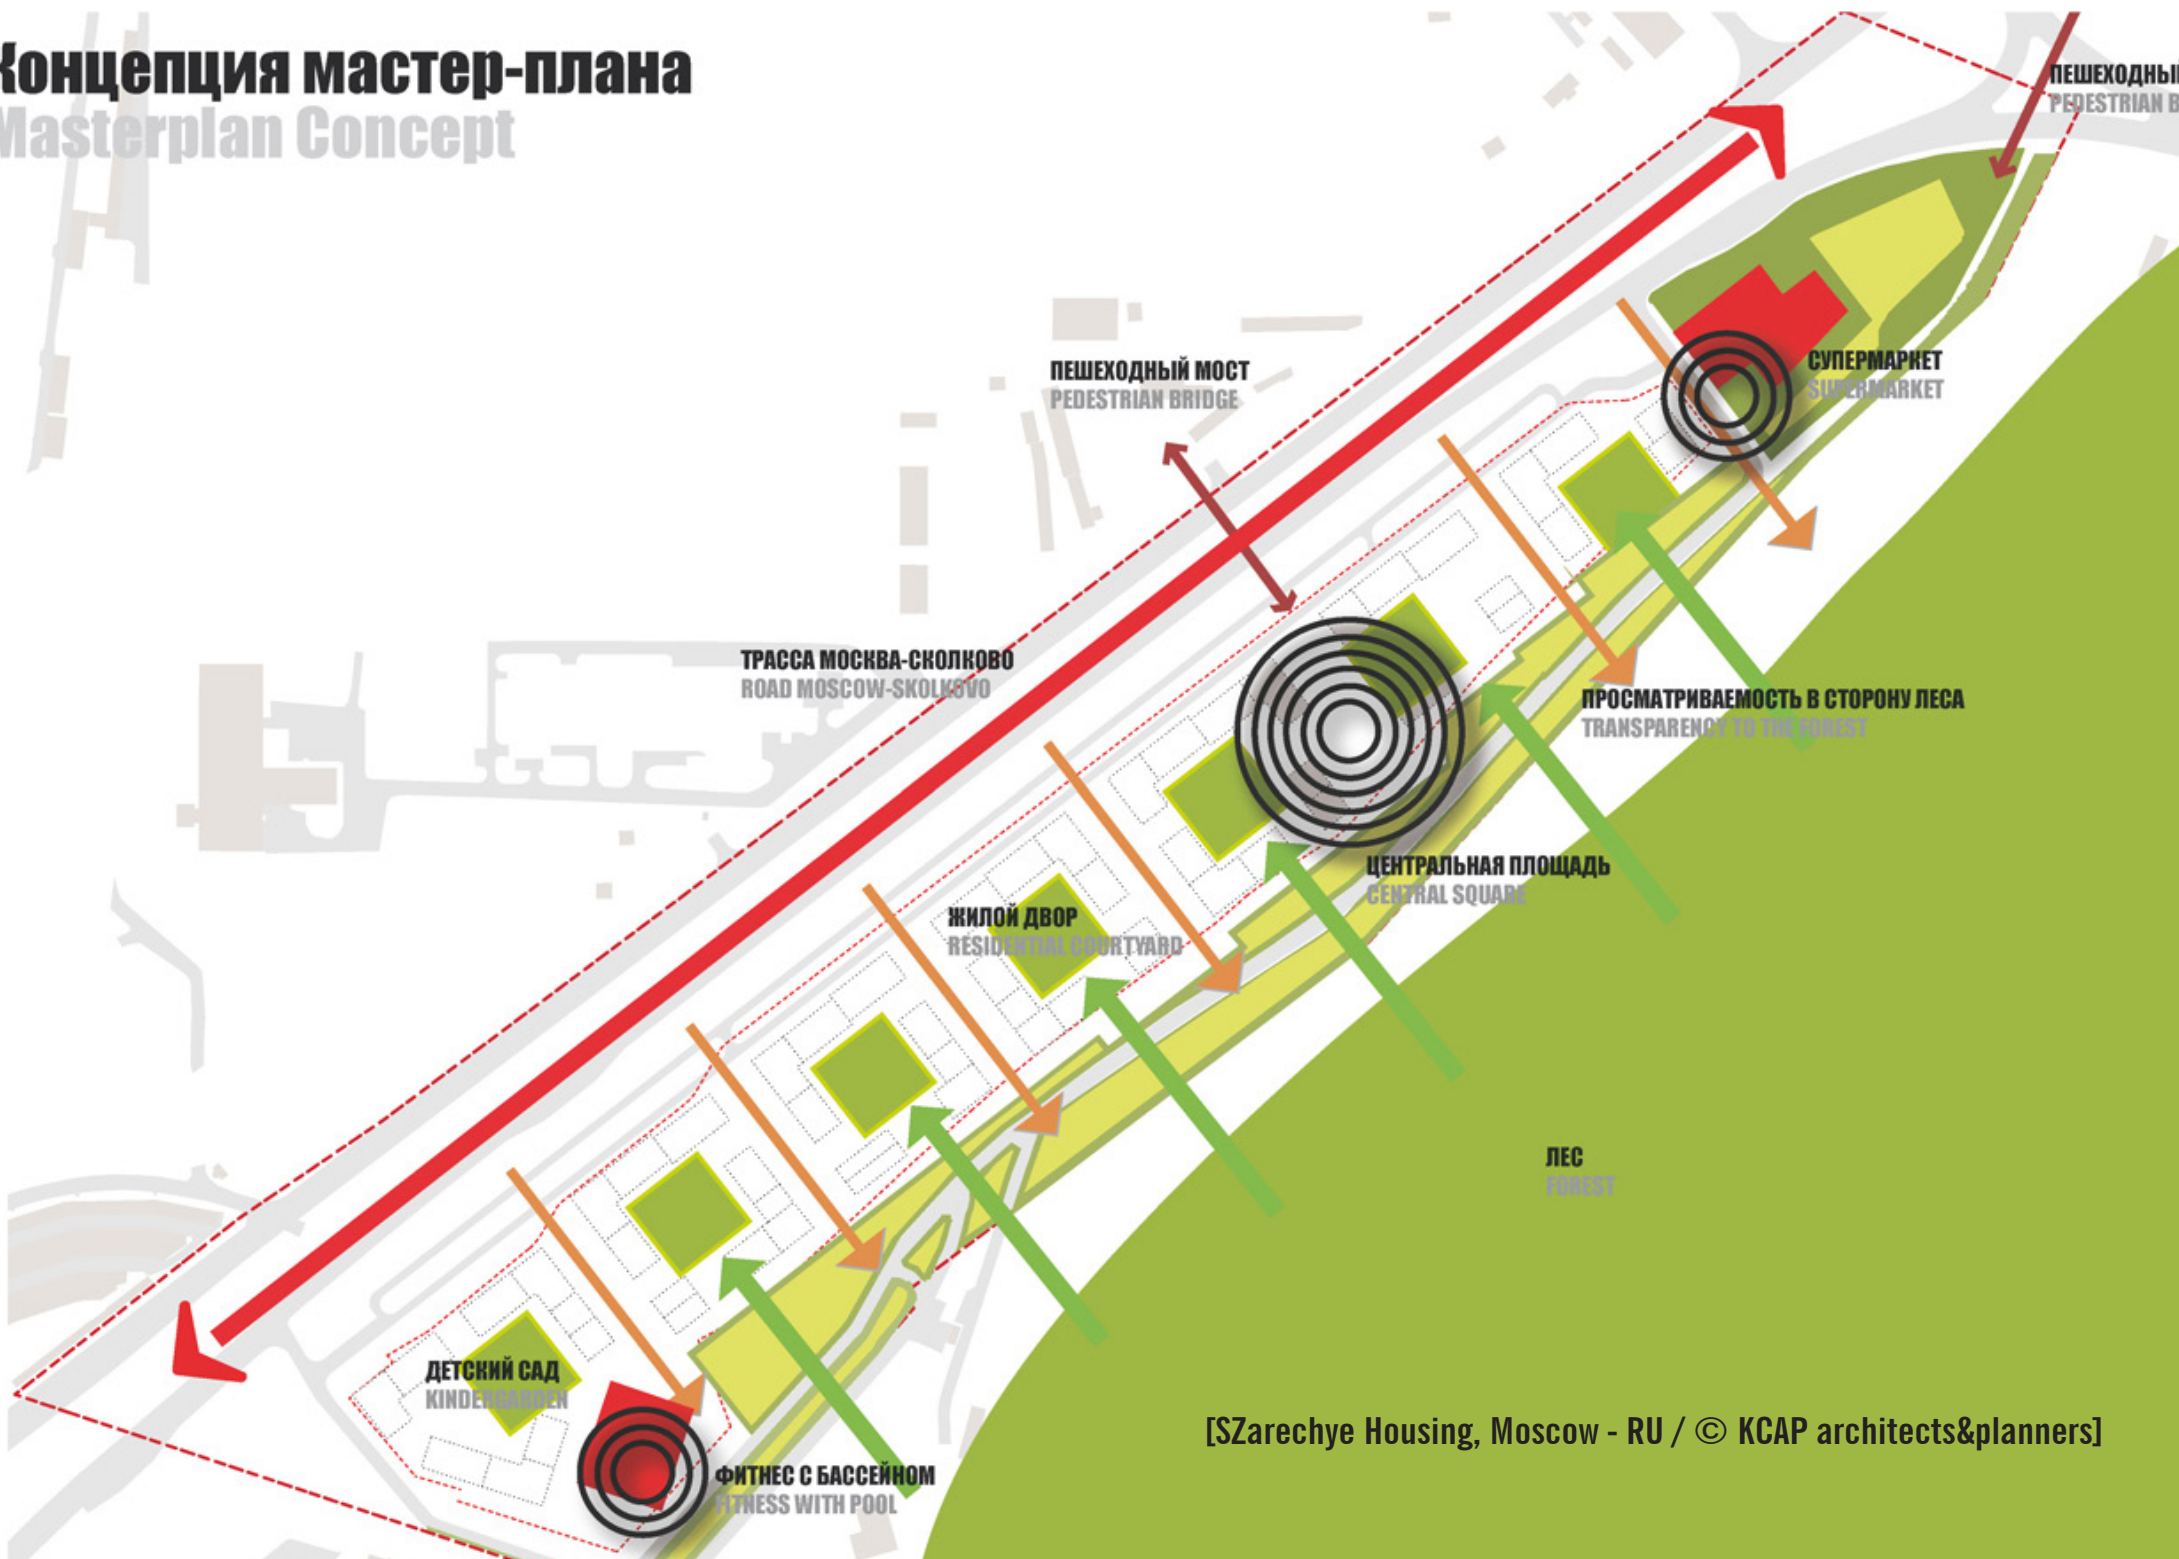 Концепция мастер-плана
Masterplan Concept
ПЕШЕХОДНЫЙ
PEDESTRIAN B
ПЕШЕХОДНЫЙ МОСТ
PEDESTRIAN BRIDGE
СУПЕРМАРКЕТ
SUPERMARKET
ТРАССА МОСКВА-СКОЛКОВО
ROAD MOSCOW-SKOLKOVO
ПРОСМАТРИВАЕМОСТЬ В СТОРОНУ ЛЕСА
TRANSPARENCY TO THE FOREST
ЦЕНТРАЛЬНАЯ ПЛОЩАДЬ
CENTRAL SQUARE
ЖИЛОЙ ДВОР
RESIDENTIAL COURTYARD
ЛЕС
FOREST
ДЕТСКИЙ САД
KINDERGARDEN
[SZarechye Housing, Moscow - RU / © KCAP architects&planners]
ФИТНЕС С БАССЕЙНОМ
FITNESS WITH POOL